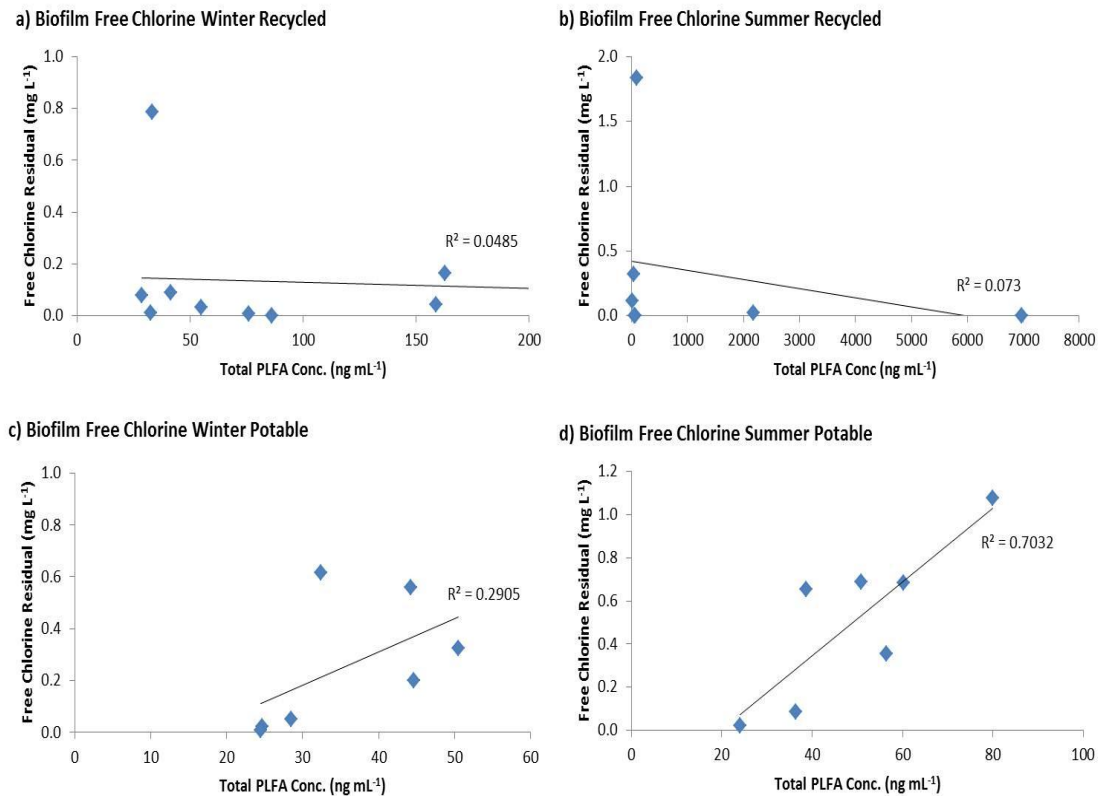 a) Biofilm Free Chlorine Winter Recycled
Free Chlorine Residual (mg L⁻¹)
1.0
0.8
0.6
0.4
0.2
0.0
R² = 0.0485
0
50
100
150
200
Total PLFA Conc. (ng mL⁻¹)
b) Biofilm Free Chlorine Summer Recycled
Free Chlorine Residual (mg L⁻¹)
2.0
1.5
1.0
0.5
0.0
R² = 0.073
0 1000 2000 3000 4000 5000 6000 7000 8000
Total PLFA Conc (ng mL⁻¹)
c) Biofilm Free Chlorine Winter Potable
Free Chlorine Residual (mg L⁻¹)
1.0
0.8
0.6
0.4
0.2
0.0
R² = 0.2905
0 10 20 30 40 50 60
Total PLFA Conc. (ng mL⁻¹)
d) Biofilm Free Chlorine Summer Potable
Free Chlorine Residual (mg L⁻¹)
1.2
1.0
0.8
0.6
0.4
0.2
0.0
R² = 0.7032
0 20 40 60 80 100
Total PLFA Conc. (ng mL⁻¹)